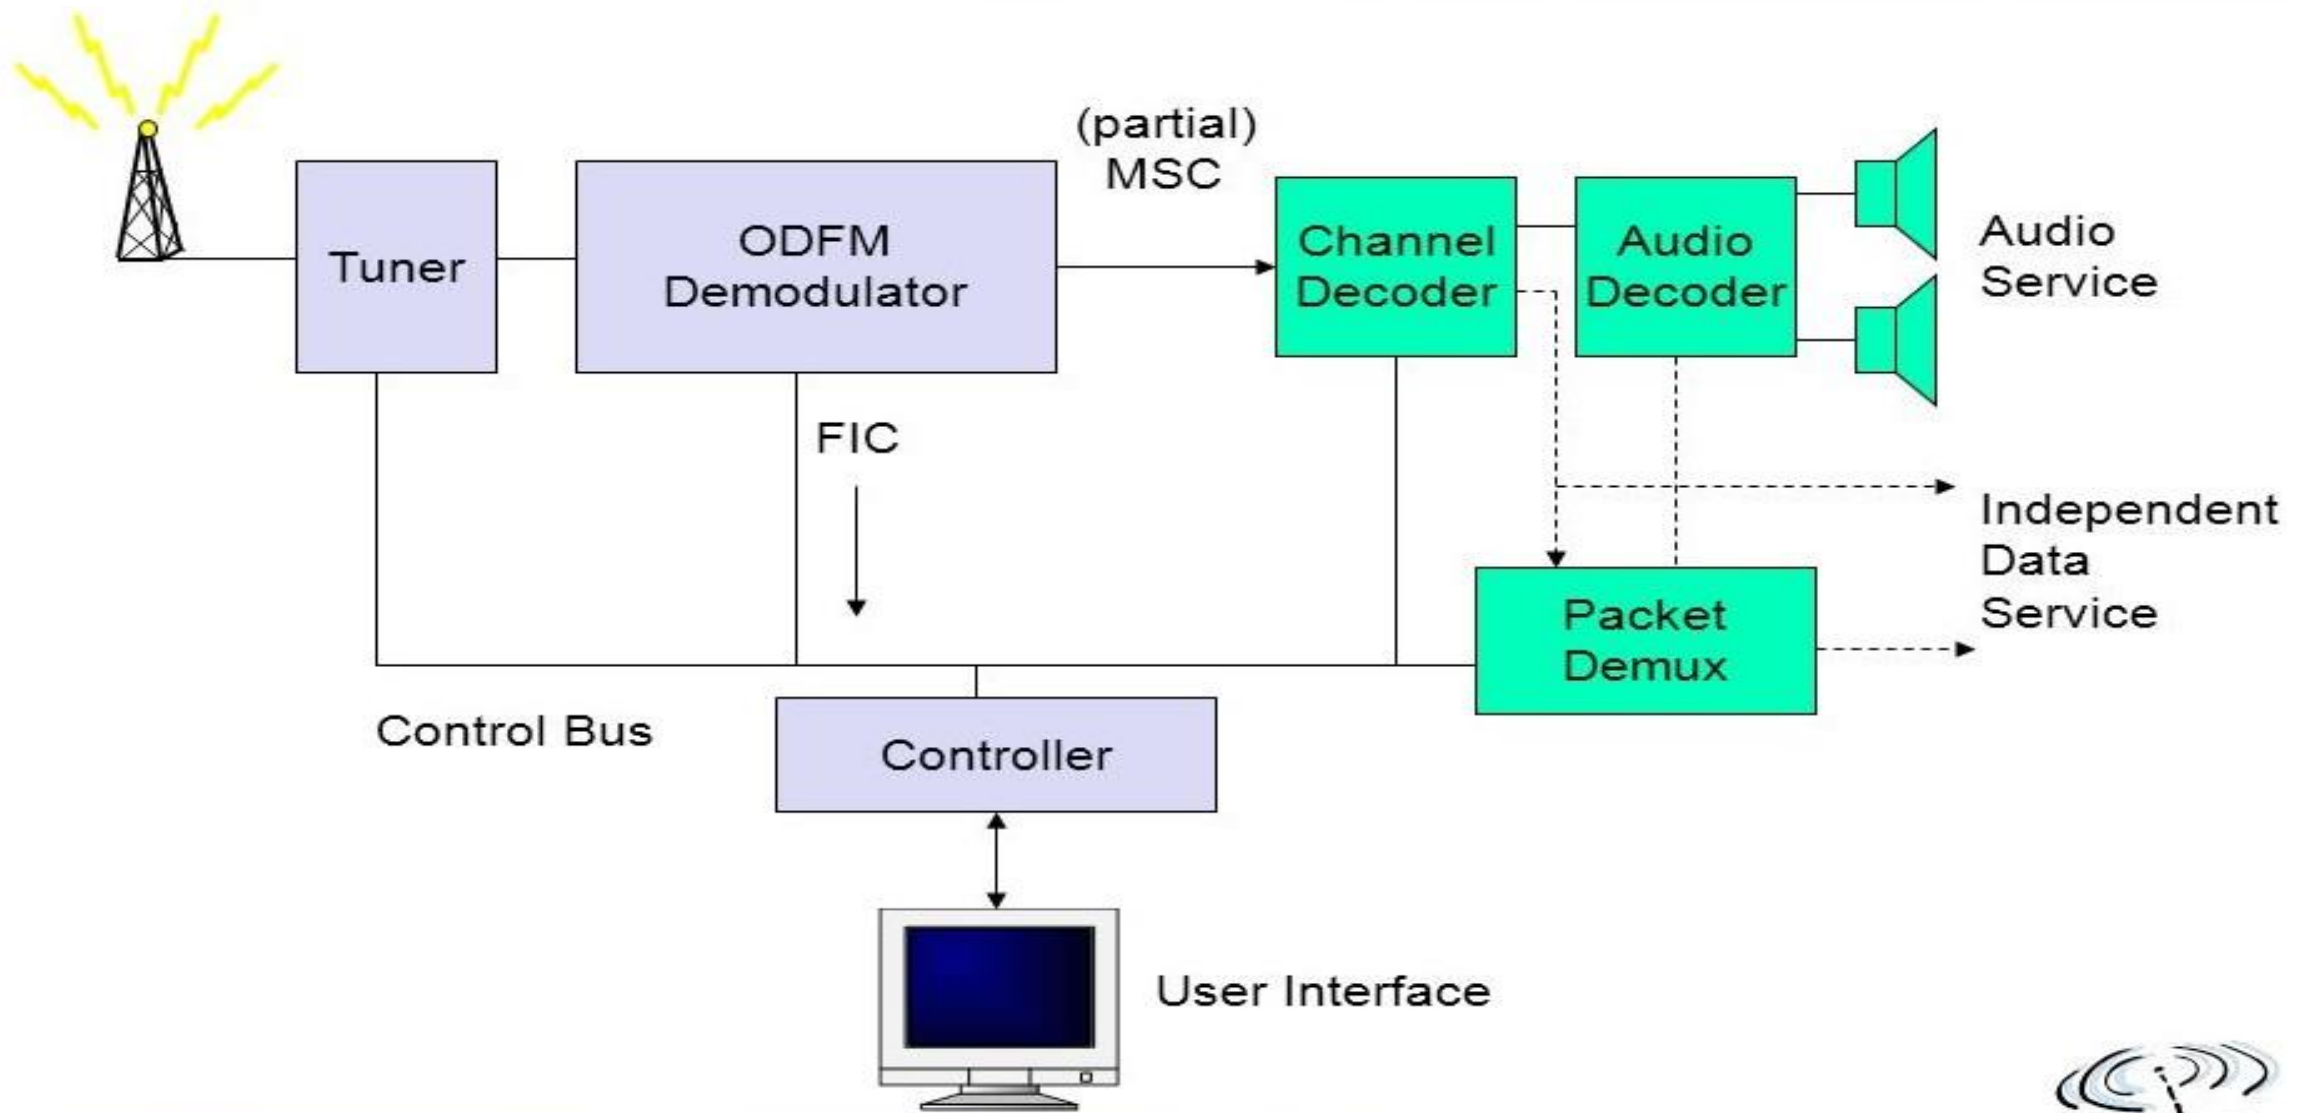 (partial)
MSC
Tuner
ODFM
Demodulator
Channel
Decoder
Audio
Decoder
Audio
Service
FIC
Independent
Data
Service
Packet
Demux
Control Bus
Controller
User Interface